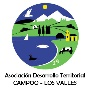 Asociación Desarrollo Territorial
CAMPOO - LOS VALLES